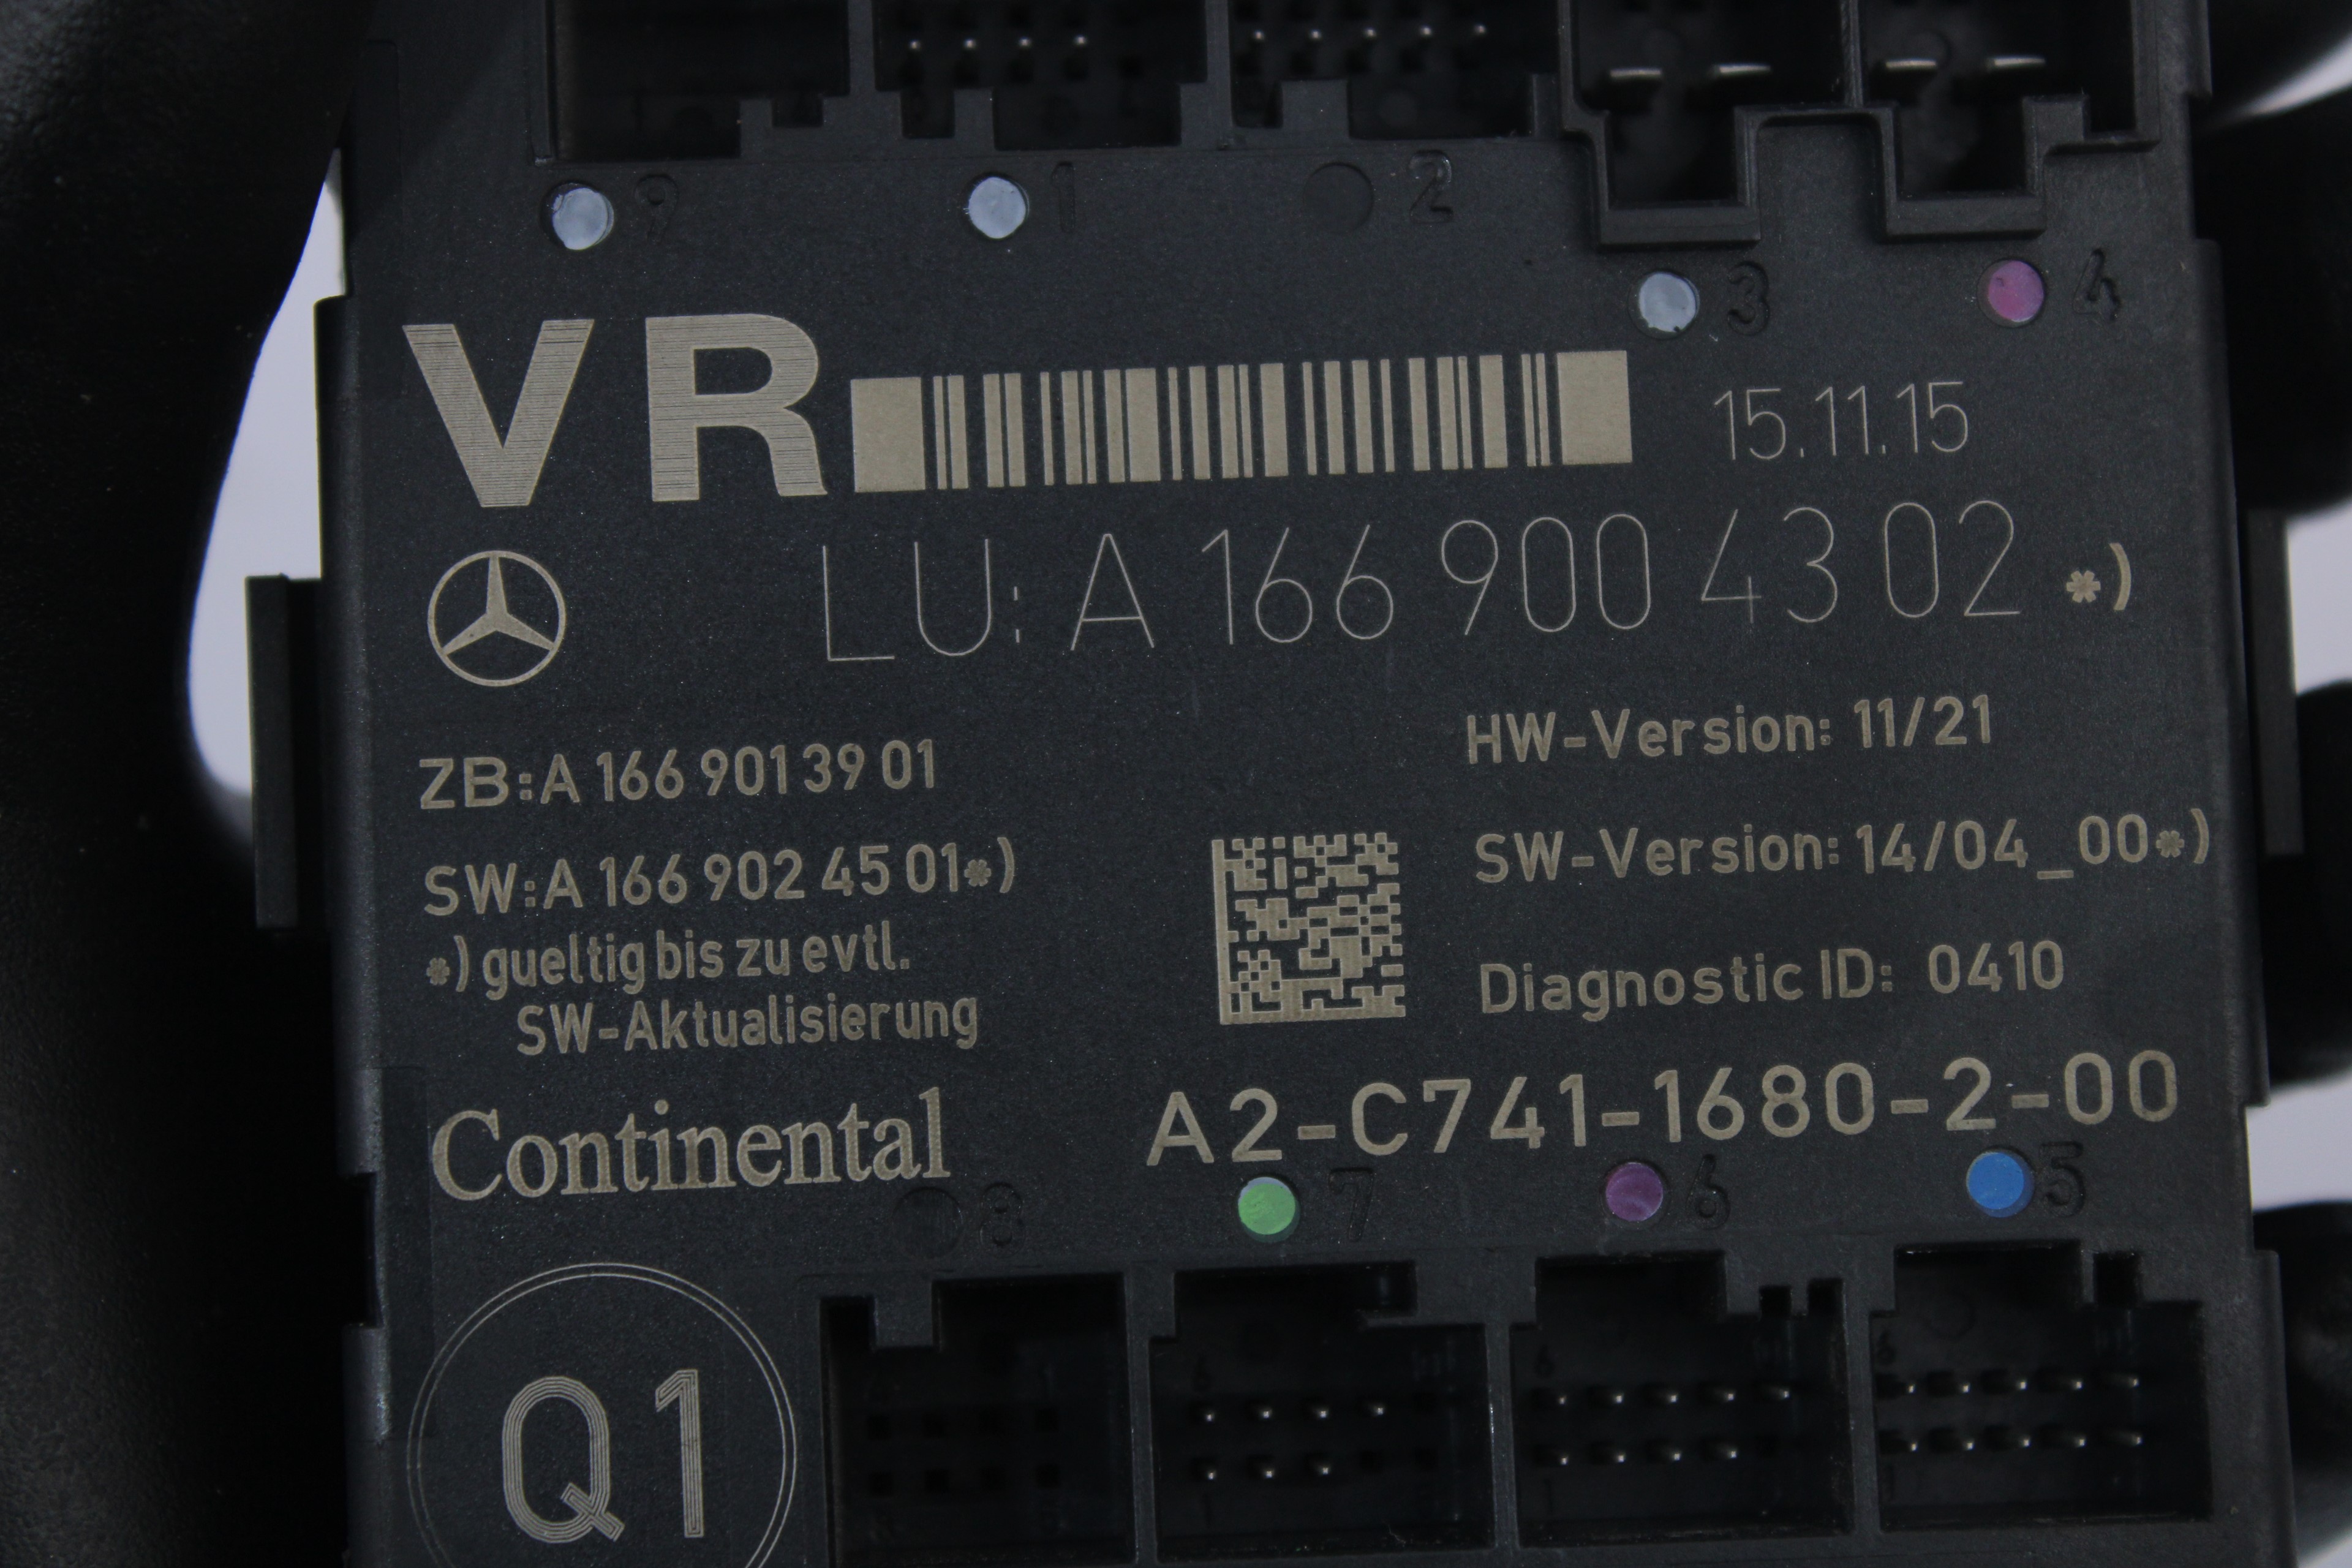 9 1 2
3 4
VR
15.11.15
LU: A 166 900 43 02 *)
ZB:A 166 901 39 01
HW-Version: 11/21
SW:A 166 902 45 01*)
SW-Version: 14/04_00*)
*) gueltig bis zu evtl.
SW-Aktualisierung
Diagnostic ID: 0410
Continental
A2-C741-1680-2-00
8 7 6 5
Q1